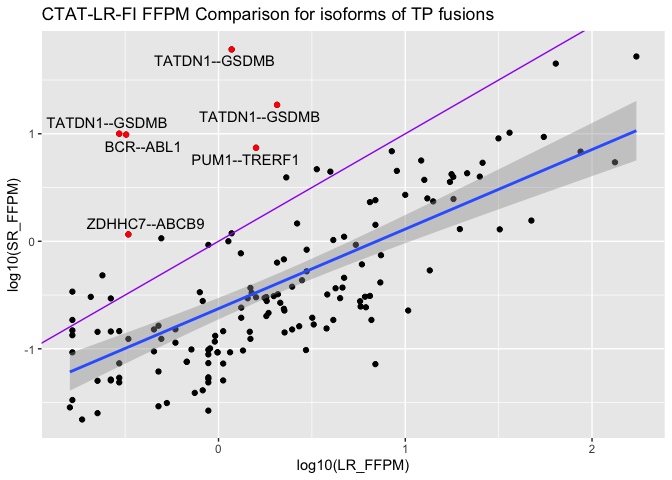 CTAT-LR-FI FFPM Comparison for isoforms of TP fusions
TATDN1--GSDMB
TATDN1--GSDMB
TATDN1--GSDMB
BCR--ABL1
PUM1--TRERF1
ZDHHC7--ABCB9
log10(SR_FFPM)
1
0
-1
0
1
2
log10(LR_FFPM)